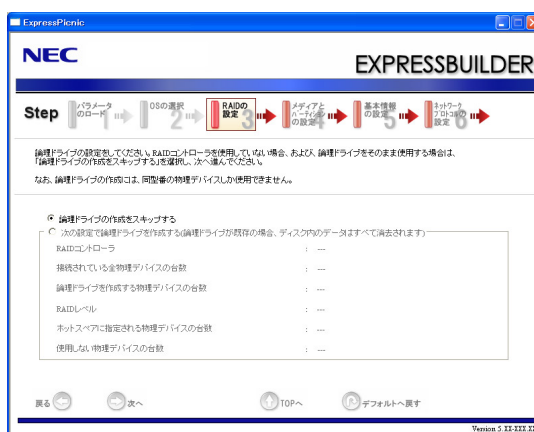 ExpressPicnic
NEC
EXPRESSBUILDER
Step
パラメータのロード 1
OSの選択 2
RAIDの設定 3
メディアとパーティションの設定 4
基本情報の設定 5
ネットワークプロトコルの設定 6
論理ドライブの設定をしてください。RAIDコントローラを使用していない場合、および、論理ドライブをそのまま使用する場合は、
「論理ドライブの作成をスキップする」を選択し、次へ進んでください。
なお、論理ドライブの作成には、同型番の物理デバイスしか使用できません。
論理ドライブの作成をスキップする
次の設定で論理ドライブを作成する(論理ドライブが既存の場合、ディスク内のデータはすべて消去されます)
RAIDコントローラ : ---
接続されている全物理デバイスの台数 : ---
論理ドライブを作成する物理デバイスの台数 : ---
RAIDレベル : ---
ホットスペアに指定される物理デバイスの台数 : ---
使用しない物理デバイスの台数 : ---
戻る 次へ TOPへ デフォルトへ戻す
Version 5.XX-XXX.XX